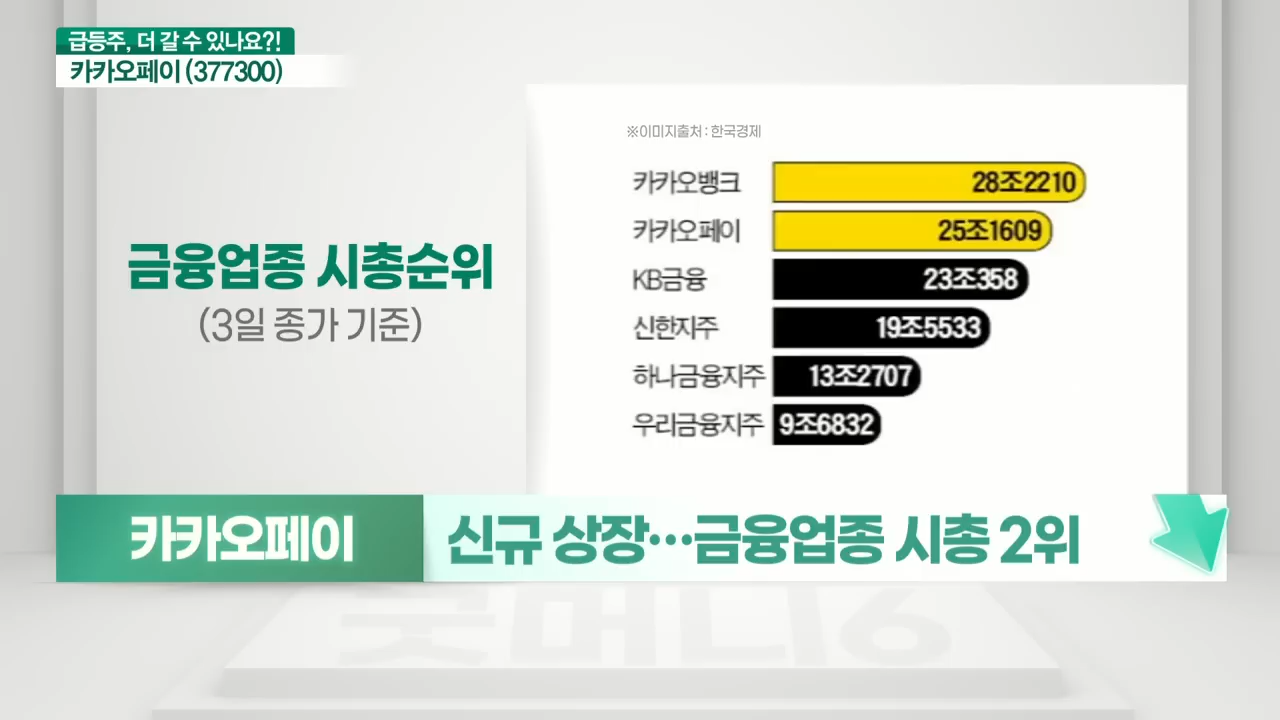 급등주, 더 갈 수 있나요?!
카카오페이 (377300)
금융업종 시총순위
(3일 종가 기준)
※이미지출처 : 한국경제
카카오뱅크 28조2210
카카오페이 25조1609
KB금융 23조358
신한지주 19조5533
하나금융지주 13조2707
우리금융지주 9조6832
카카오페이
신규 상장…금융업종 시총 2위